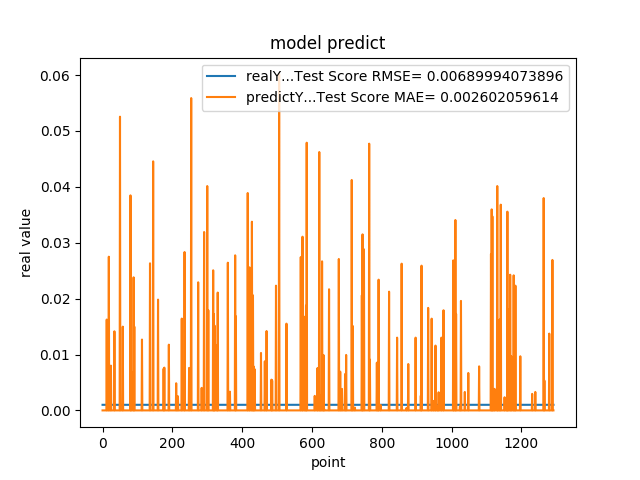 model predict
realY...Test Score RMSE= 0.00689994073896
predictY...Test Score MAE= 0.002602059614
0.06
0.05
0.04
0.03
0.02
0.01
0.00
real value
0 200 400 600 800 1000 1200
point